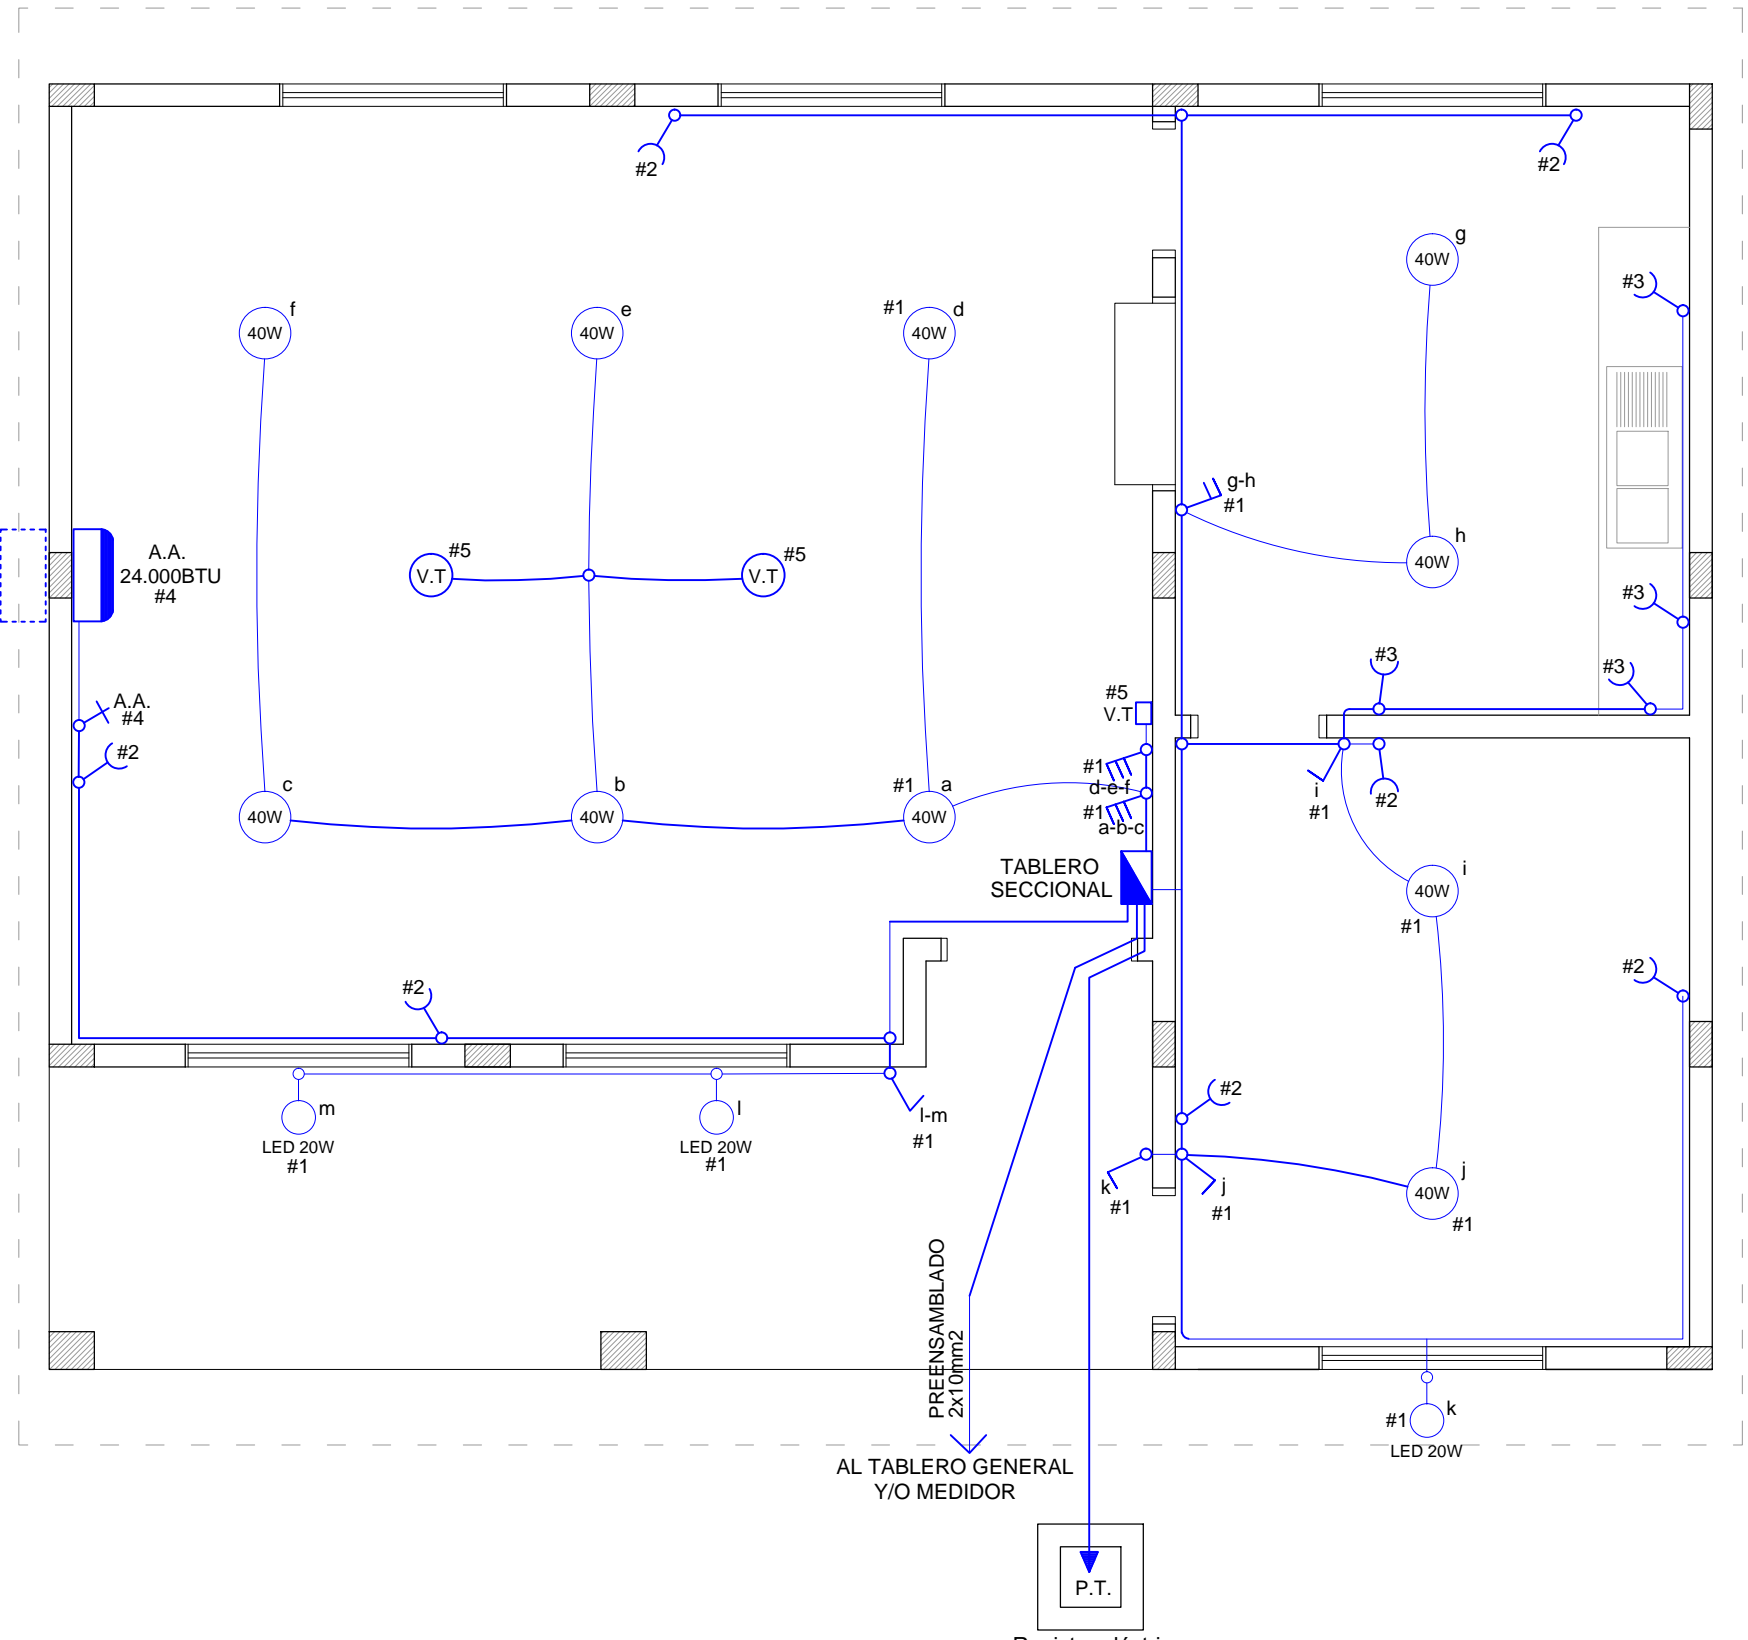 #2
#2
g
40W
#3
f
40W
e
40W
#1
d
40W
g-h
#1
h
40W
A.A.
24.000BTU
#4
#5
V.T
#5
V.T
#3
#3
#3
#5
V.T
A.A.
#4
#2
#1
d-e-f
#1
a-b-c
i
#1
#2
c
40W
b
40W
#1
a
40W
TABLERO
SECCIONAL
i
40W
#1
#2
#2
m
LED 20W
#1
l
LED 20W
#1
l-m
#1
#2
k
#1
j
#1
j
40W
#1
PREENSAMBLADO
2x10mm2
#1
k
LED 20W
AL TABLERO GENERAL
Y/O MEDIDOR
P.T.